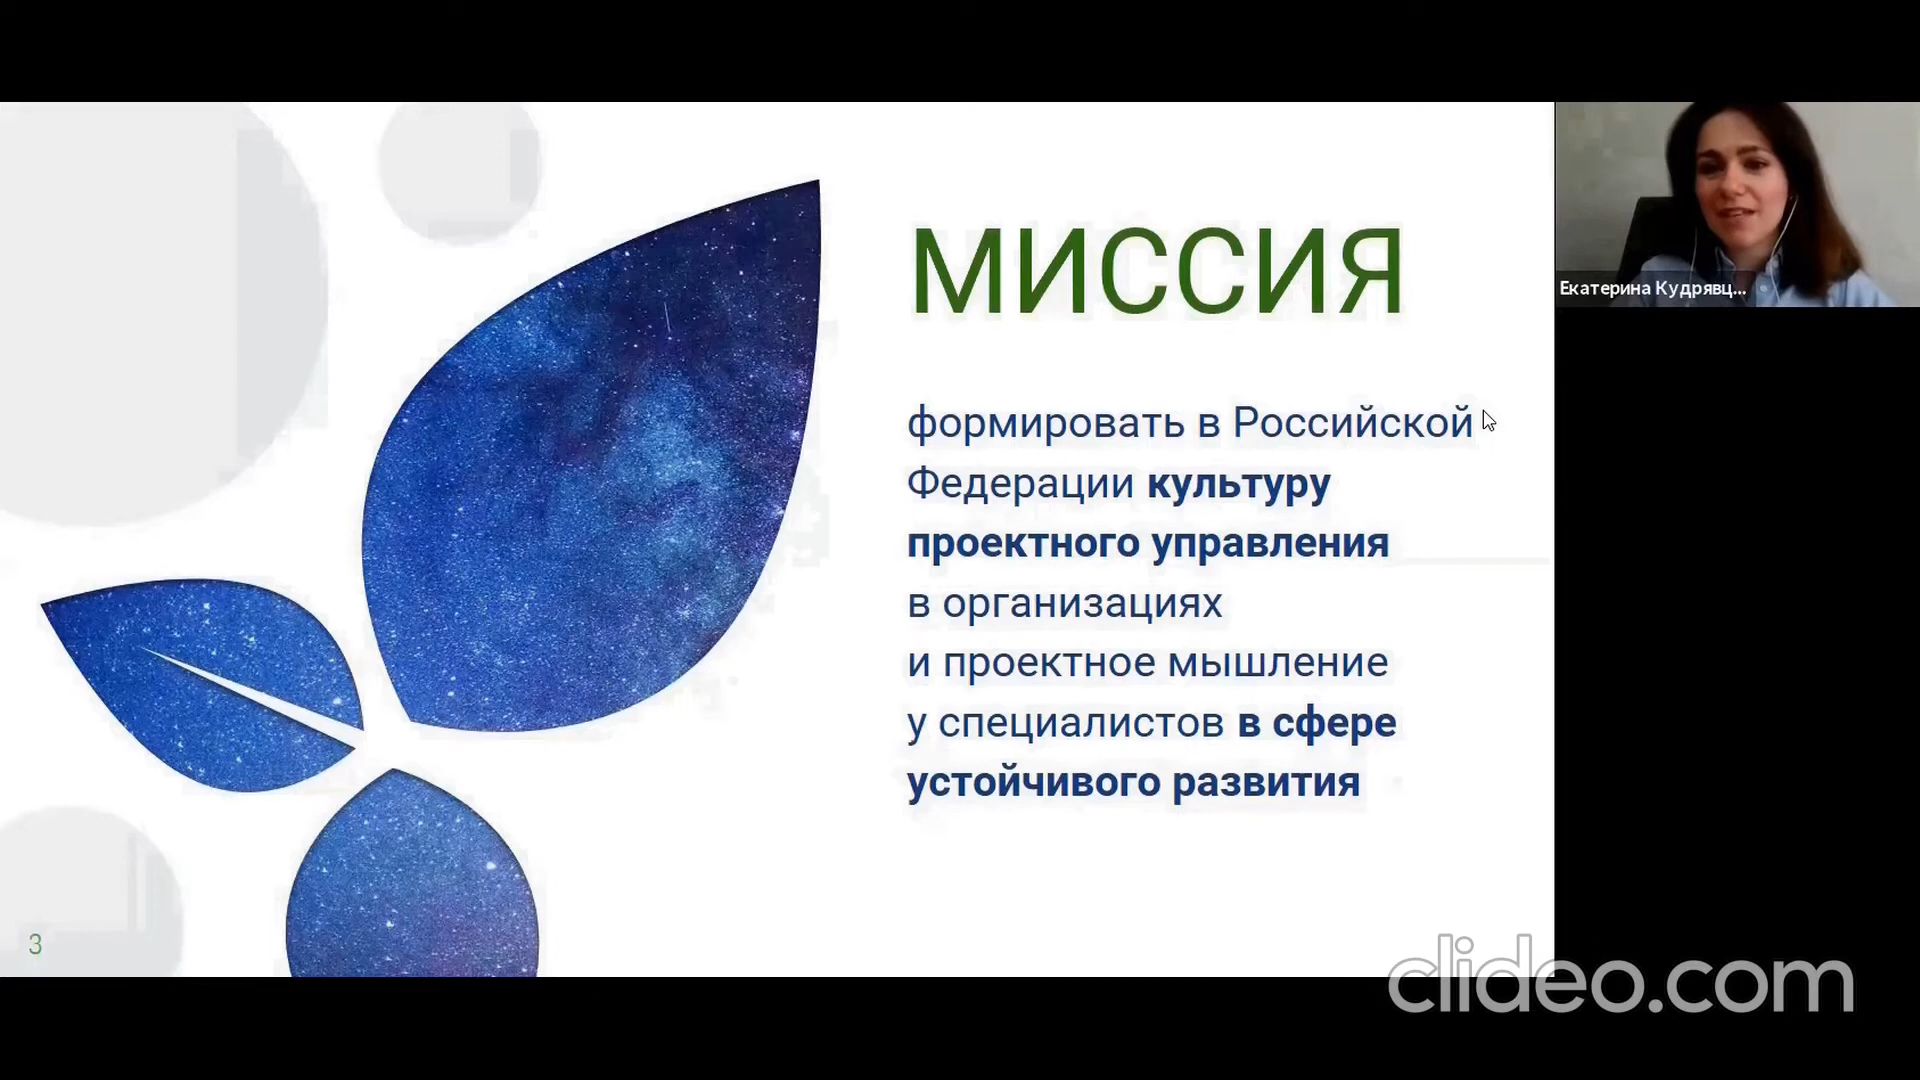 МИССИЯ
формировать в Российской
Федерации культуру
проектного управления
в организациях
и проектное мышление
у специалистов в сфере
устойчивого развития
3
Екатерина Кудрявц...
clideo.com